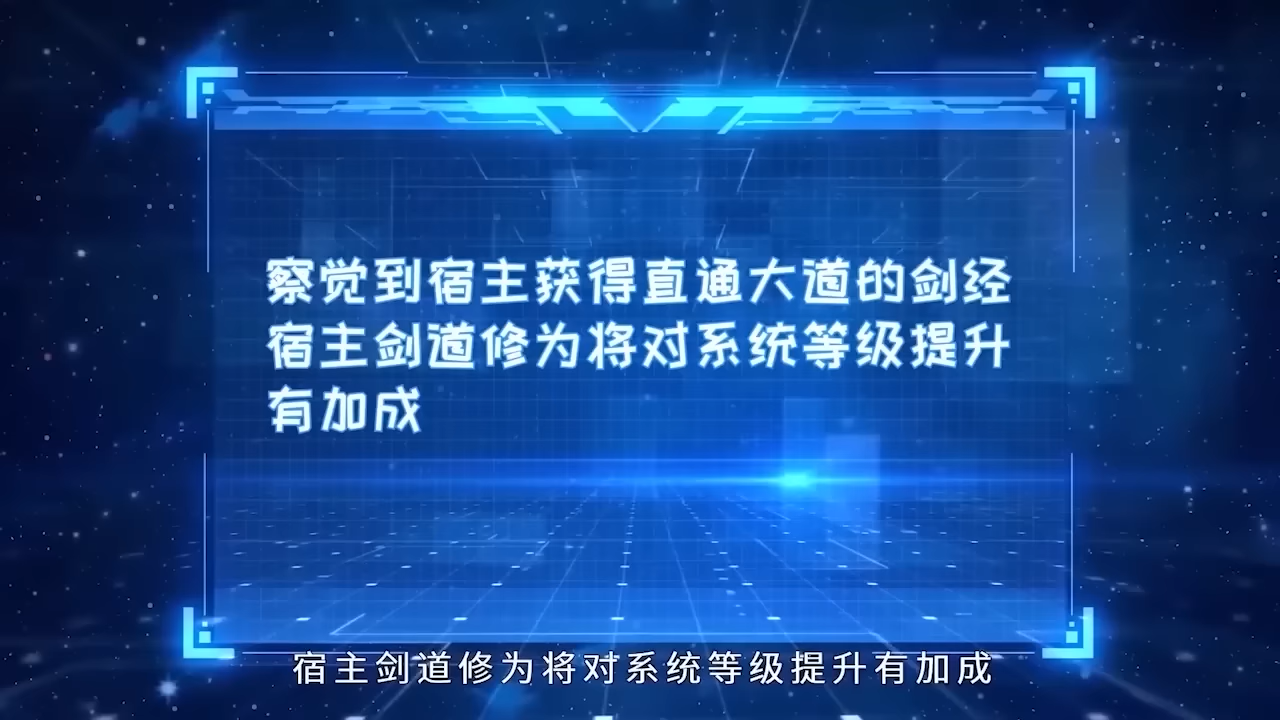 察觉到宿主获得直通大道的剑经
宿主剑道修为将对系统等级提升
有加成
宿主剑道修为将对系统等级提升有加成